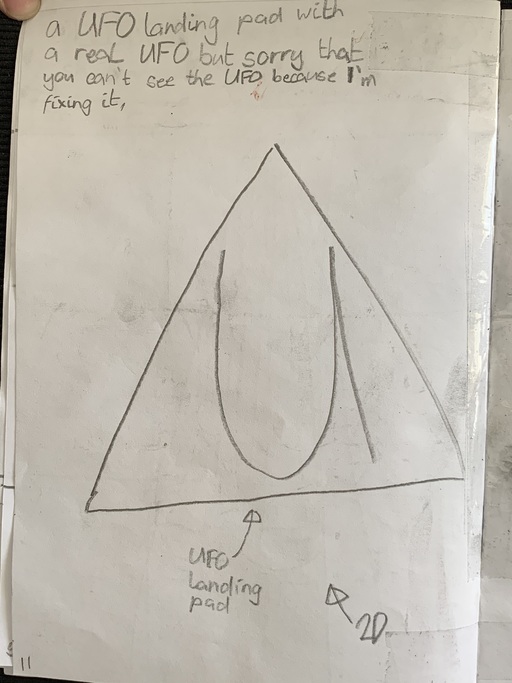 a UFO landing pad with
a real UFO but sorry that
you can't see the UFO because I'm
fixing it,
U
UFO
landing
pad
2D
11